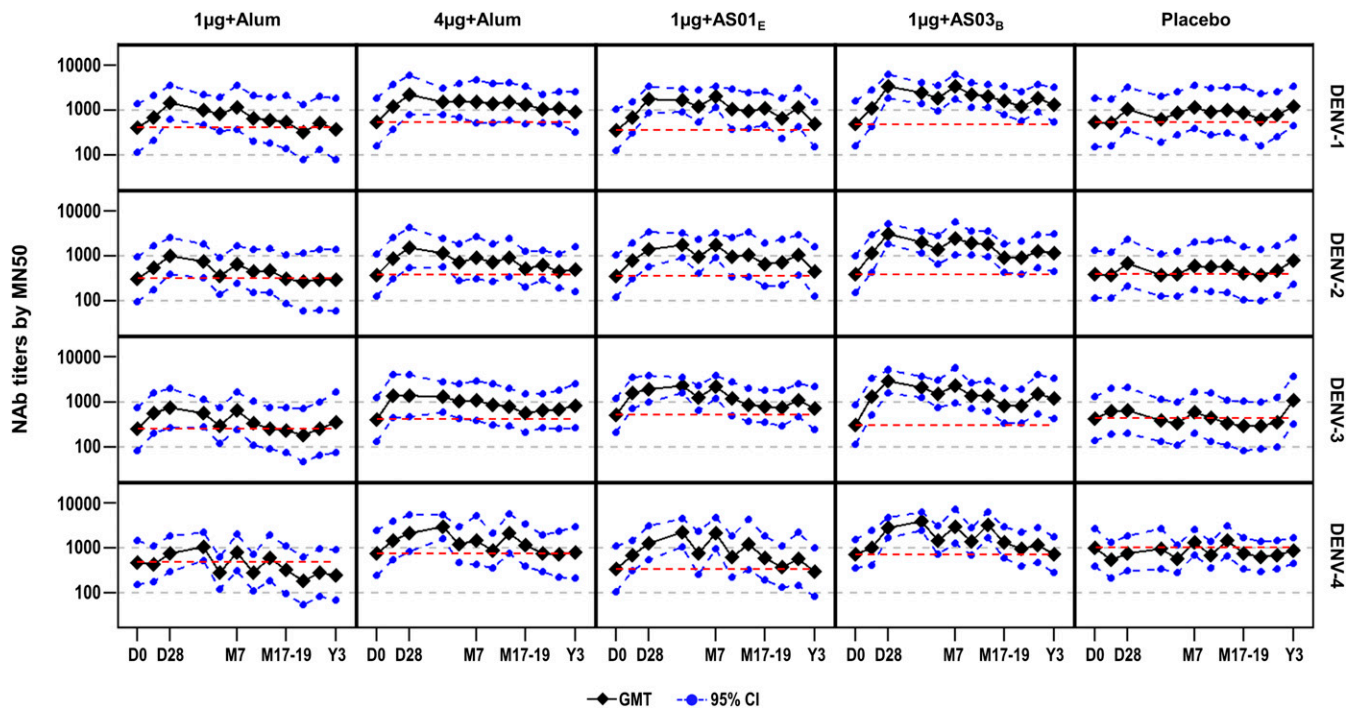 1µg+Alum 4µg+Alum 1µg+AS01E 1µg+AS03B Placebo
NAb titers by MN50
10000
1000
100
DENV-1
10000
1000
100
DENV-2
10000
1000
100
DENV-3
10000
1000
100
DENV-4
D0 D28 M7 M17-19 Y3 D0 D28 M7 M17-19 Y3 D0 D28 M7 M17-19 Y3 D0 D28 M7 M17-19 Y3 D0 D28 M7 M17-19 Y3
GMT 95% CI